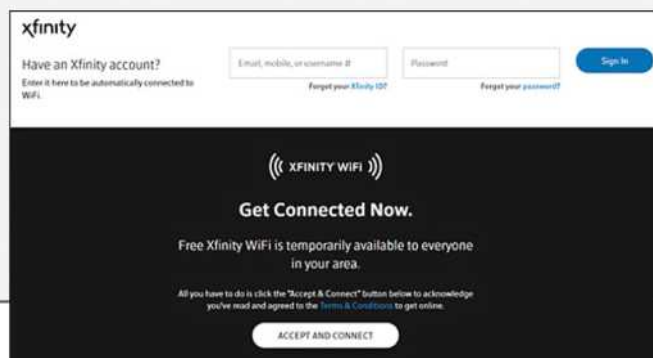 xfinity
Have an Xfinity account?
Enter it here to be automatically connected to
WiFi.
Email, mobile, or username
Password
Sign In
Forgot your Xfinity ID?
Forgot your password?
((( XFINITY WiFi )))
Get Connected Now.
Free Xfinity WiFi is temporarily available to everyone
in your area.
All you have to do is click the "Accept & Connect" button below to acknowledge
you've read and agreed to the Terms & Conditions to get online.
ACCEPT AND CONNECT